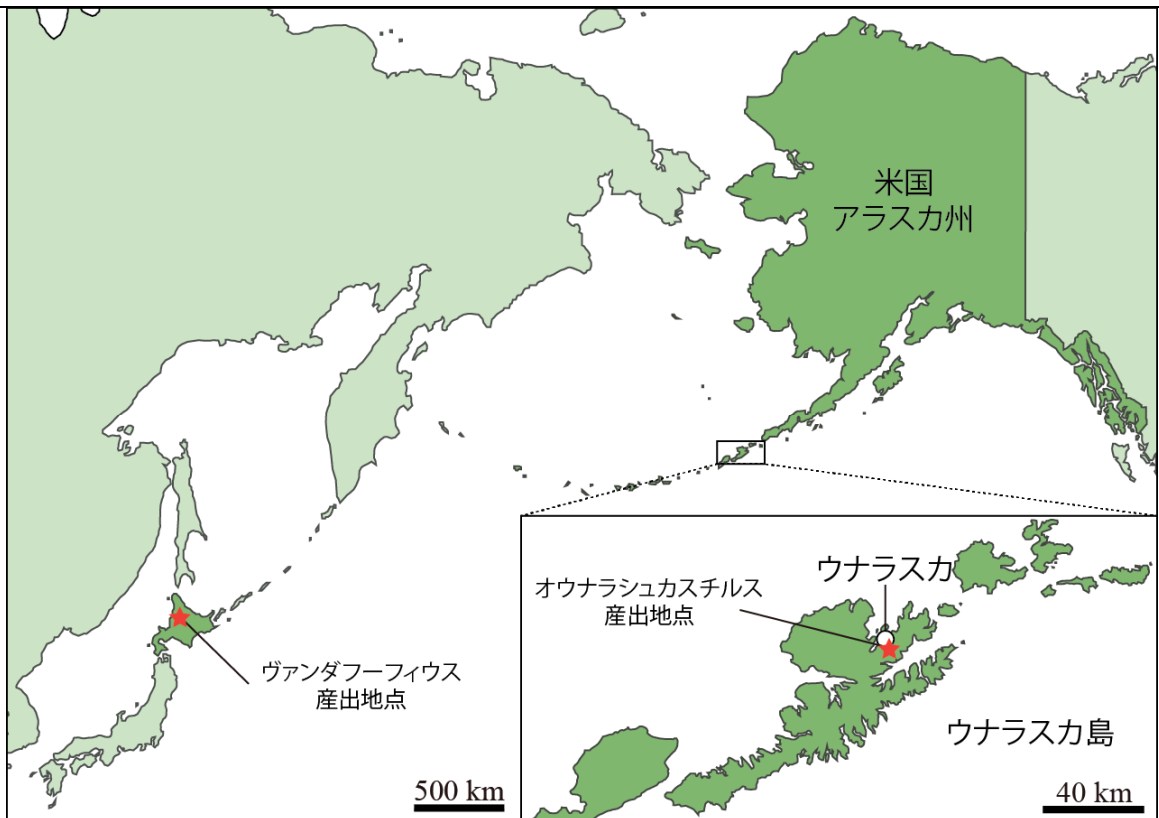 米国
アラスカ州
ウナラスカ
オウナラシュカスチルス
産出地点
ヴァンダフーフィウス
産出地点
ウナラスカ島
500 km
40 km